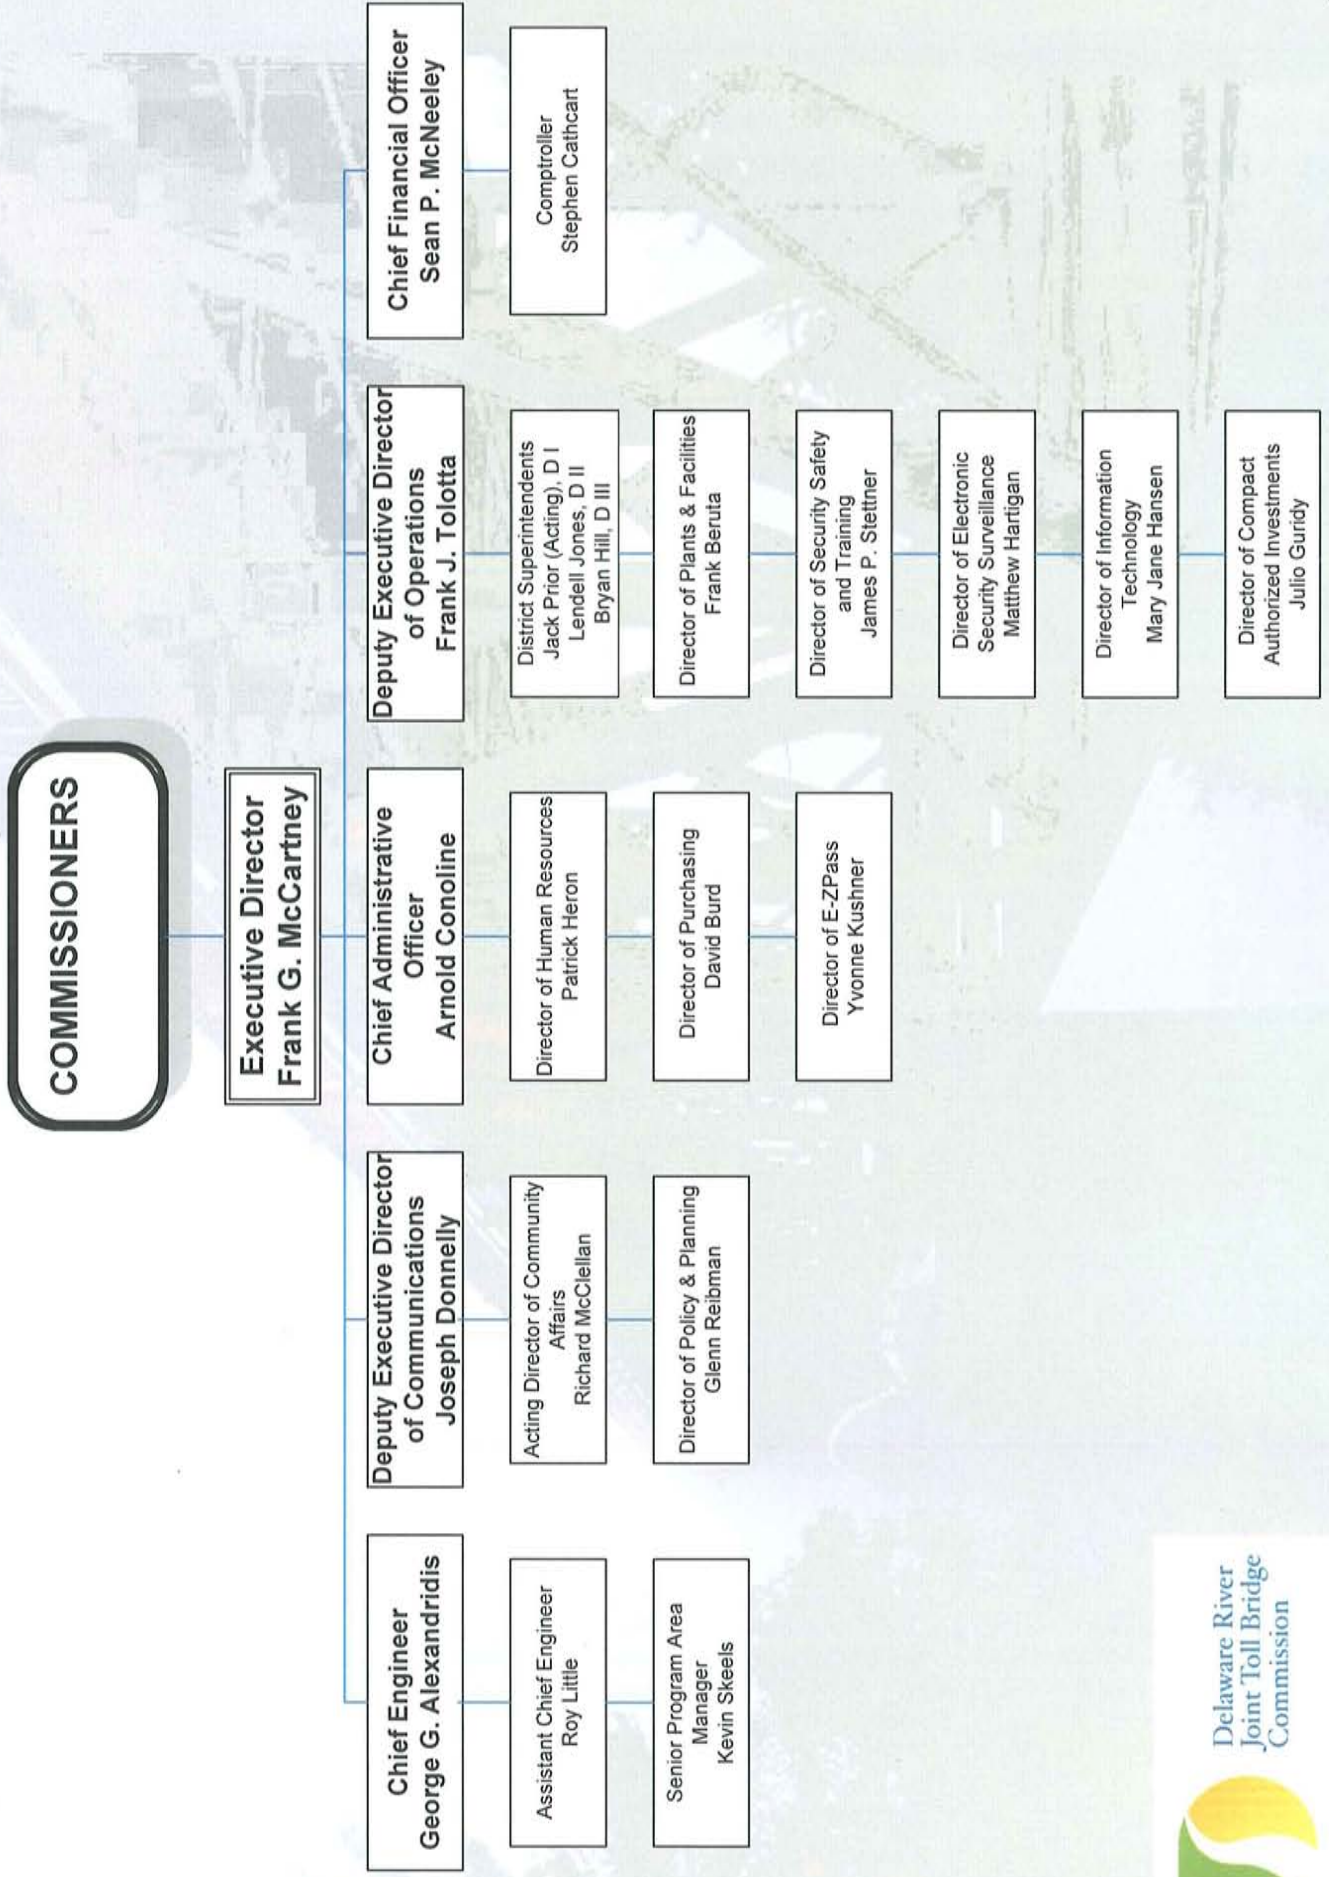 COMMISSIONERS
Executive Director
Frank G. McCartney
Chief Engineer
George G. Alexandridis
Assistant Chief Engineer
Roy Little
Senior Program Area
Manager
Kevin Skeels
Deputy Executive Director
of Communications
Joseph Donnelly
Acting Director of Community
Affairs
Richard McClellan
Director of Policy & Planning
Glenn Reibman
Chief Administrative
Officer
Arnold Conoline
Director of Human Resources
Patrick Heron
Director of Purchasing
David Burd
Director of E-ZPass
Yvonne Kushner
Deputy Executive Director
of Operations
Frank J. Tolotta
District Superintendents
Jack Prior (Acting), D I
Lendell Jones, D II
Bryan Hill, D III
Director of Plants & Facilities
Frank Beruta
Director of Security Safety
and Training
James P. Stettner
Director of Electronic
Security Surveillance
Matthew Hartigan
Director of Information
Technology
Mary Jane Hansen
Director of Compact
Authorized Investments
Julio Guridy
Chief Financial Officer
Sean P. McNeeley
Comptroller
Stephen Cathcart
Delaware River
Joint Toll Bridge
Commission